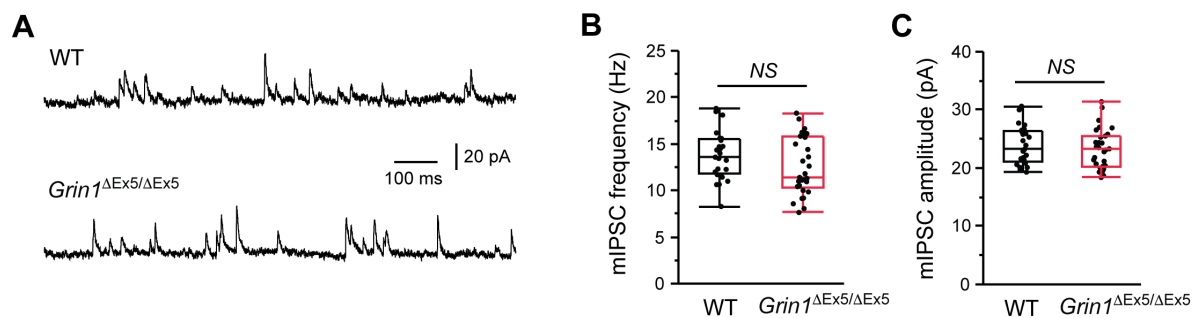 A
WT
20 pA
100 ms
Grin1ΔEx5/ΔEx5
B
mIPSC frequency (Hz)
25
20
15
10
5
0
NS
WT
Grin1ΔEx5/ΔEx5
C
mIPSC amplitude (pA)
40
30
20
10
0
NS
WT
Grin1ΔEx5/ΔEx5